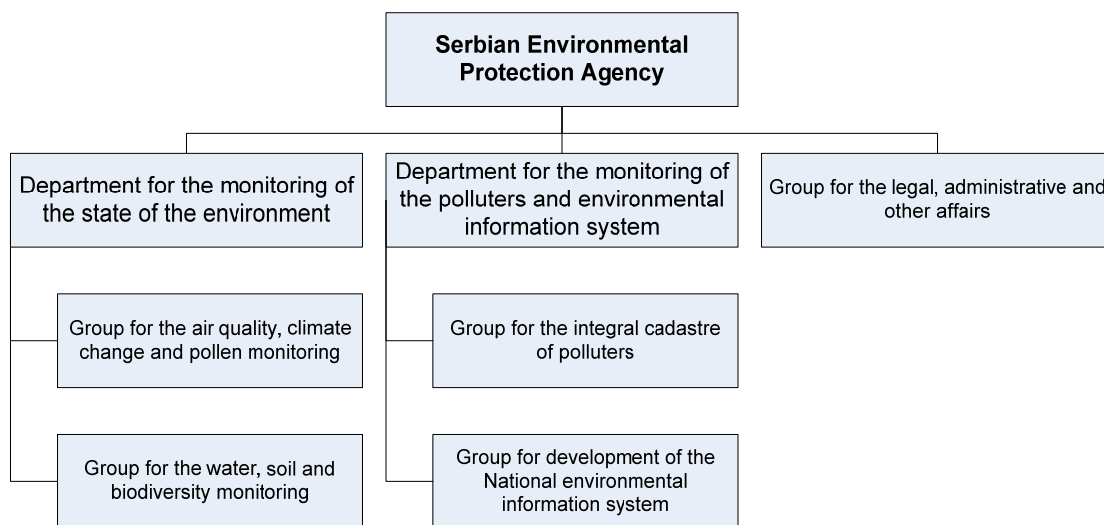 Serbian Environmental
Protection Agency
Department for the monitoring of
the state of the environment
Department for the monitoring of
the polluters and environmental
information system
Group for the legal, administrative and
other affairs
Group for the air quality, climate
change and pollen monitoring
Group for the integral cadastre
of polluters
Group for the water, soil and
biodiversity monitoring
Group for development of the
National environmental
information system